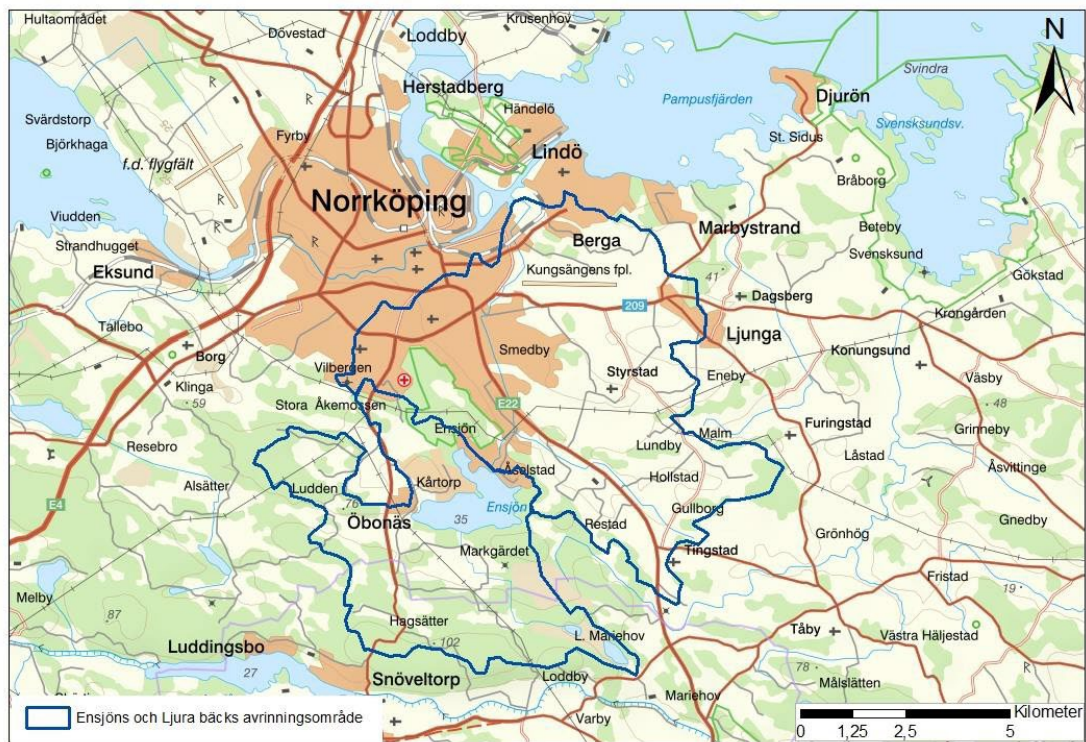 Hultaområdet
Dövestad
Loddby
Krusenhov
N
Herstadberg
Svindra
Svärdstorp
Händelö
Pampusfjärden
Djurön
Björkhaga
Fyrby
Svensksundsv.
f.d. flygfält
Lindö
St. Sidus
Bråborg
Norrköping
Viudden
Marbystrand
Beteby
Strandhugget
Berga
Svensksund
Eksund
Kungsängens fpl.
41
Gökstad
Dagsberg
209
Krongården
Tållebo
Ljunga
Smedby
Borg
Konungsund
Vilbergen
Styrstad
Eneby
Väsby
Klinga
59
Stora Åkemossen
E22
48
Ensjön
Malm
Furingstad
Grinneby
Resebro
Lundby
Låstad
Åsvittinge
Åsalstad
Hollstad
Ludden
Kårtorp
Alsätter
76
Gullborg
E4
Öbonäs
35
Ensjön
Restad
Gnedby
Grönhög
Markgärdet
Tingstad
Fristad
19
Melby
87
Hagsätter
102
L. Mariehov
Täby
Västra Häljestad
Luddingsbo
27
Snöveltorp
Loddby
78
Målslätten
Mariehov
Varby
Ensjöns och Ljura bäcks avrinningsområde
Kilometer
0 1,25 2,5 5